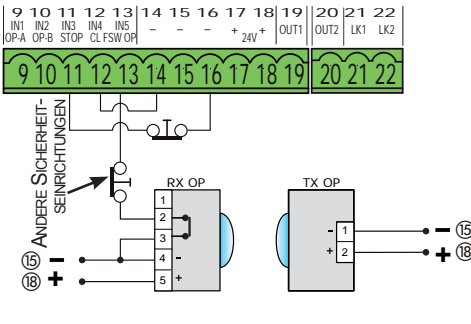 9 10 11 12 13 14 15 16 17 18 19 20 21 22
IN1 IN2 IN3 IN4 IN5 - - - + + OUT1 OUT2 LK1 LK2
OP-A OP-B STOP CL FSW OP 24V
9 10 11 12 13 14 15 16 17 18 19 20 21 22
ANDERE SICHERHEIT-
SEINRICHTUNGEN
RX OP
1
2
3
4 -
5 +
15 -
18 +
TX OP
- 1
+ 2
- 15
+ 18